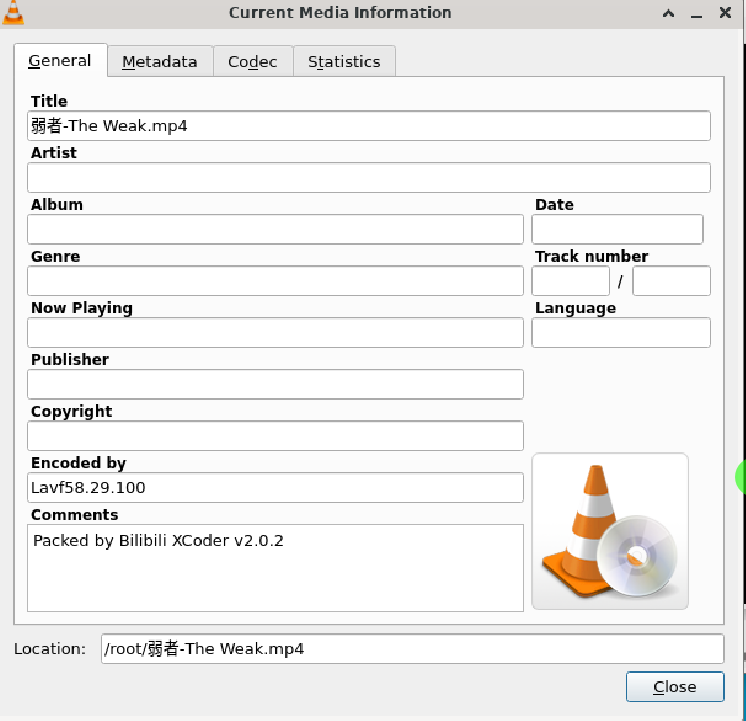 Current Media Information
General Metadata Codec Statistics
Title
弱者-The Weak.mp4
Artist
Album Date
Genre Track number
/
Now Playing Language
Publisher
Copyright
Encoded by
Lavf58.29.100
Comments
Packed by Bilibili XCoder v2.0.2
Location: /root/弱者-The Weak.mp4
Close